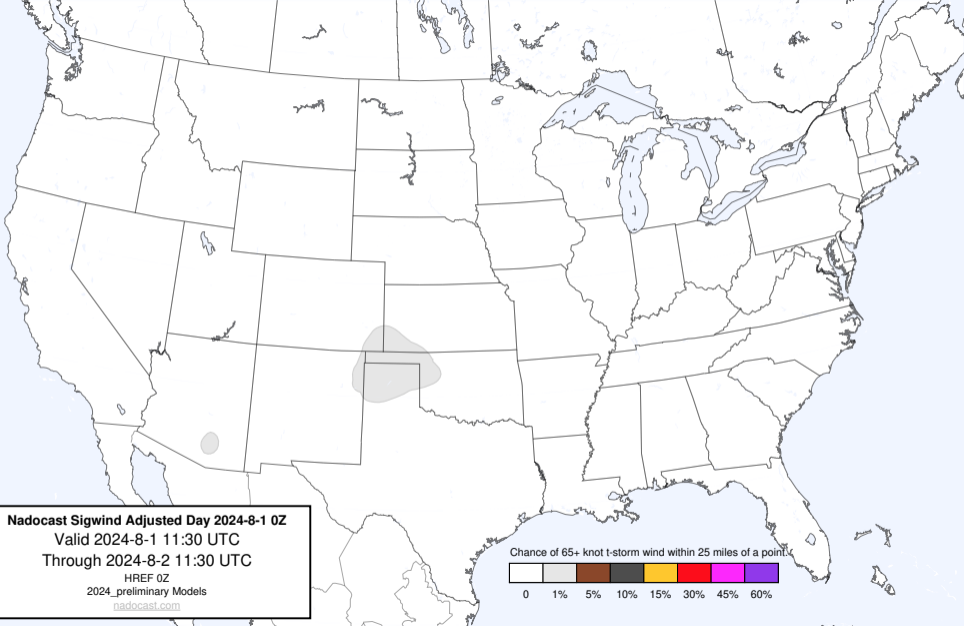 Nadocast Sigwind Adjusted Day 2024-8-1 0Z
Valid 2024-8-1 11:30 UTC
Through 2024-8-2 11:30 UTC
HREF 0Z
2024_preliminary Models
nadocast.com
Chance of 65+ knot t-storm wind within 25 miles of a point.
0 1% 5% 10% 15% 30% 45% 60%